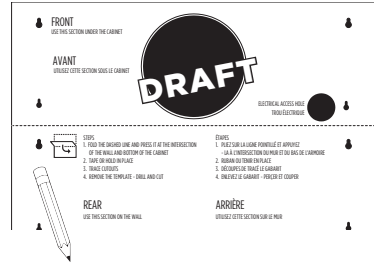 FRONT
USE THIS SECTION UNDER THE CABINET
AVANT
UTILISEZ CETTE SECTION SOUS LE CABINET
DRAFT
ELECTRICAL ACCESS HOLE
TROU ÉLECTRIQUE
STEPS
1. FOLD THE DASHED LINE AND PRESS IT AT THE INTERSECTION
OF THE WALL AND BOTTOM OF THE CABINET
2. TAPE OR HOLD IN PLACE
3. TRACE CUTOUTS
4. REMOVE THE TEMPLATE - DRILL AND CUT
ÉTAPES
1. PLIEZ SUR LA LIGNE POINTILLÉ ET APPUYEZ
- LA À L'INTERSECTION DU MUR ET DU BAS DE L'ARMOIRE
2. RUBAN OU TENIR EN PLACE
3. DÉCOUPES DE TRACÉ LE GABARIT
4. ENLEVEZ LE GABARIT - PERÇER ET COUPER
REAR
USE THIS SECTION ON THE WALL
ARRIÈRE
UTILISEZ CETTE SECTION SUR LE MUR